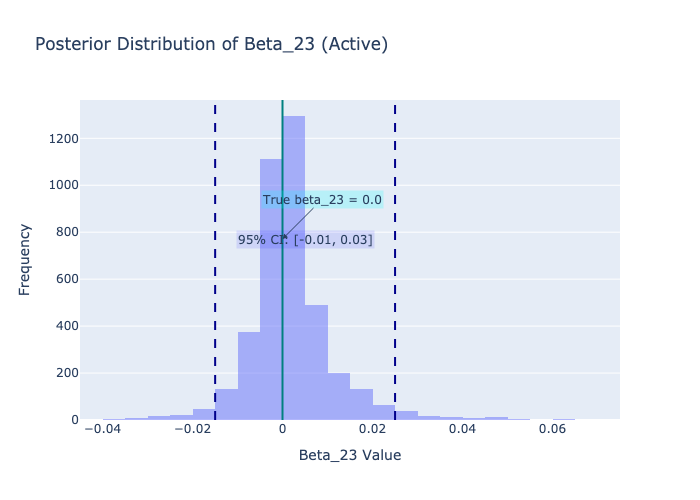 Posterior Distribution of Beta_23 (Active)
1200
1000
True beta_23 = 0.0
800
95% CI: [-0.01, 0.03]
600
400
200
0
−0.04
−0.02
0
0.02
0.04
0.06
Frequency
Beta_23 Value